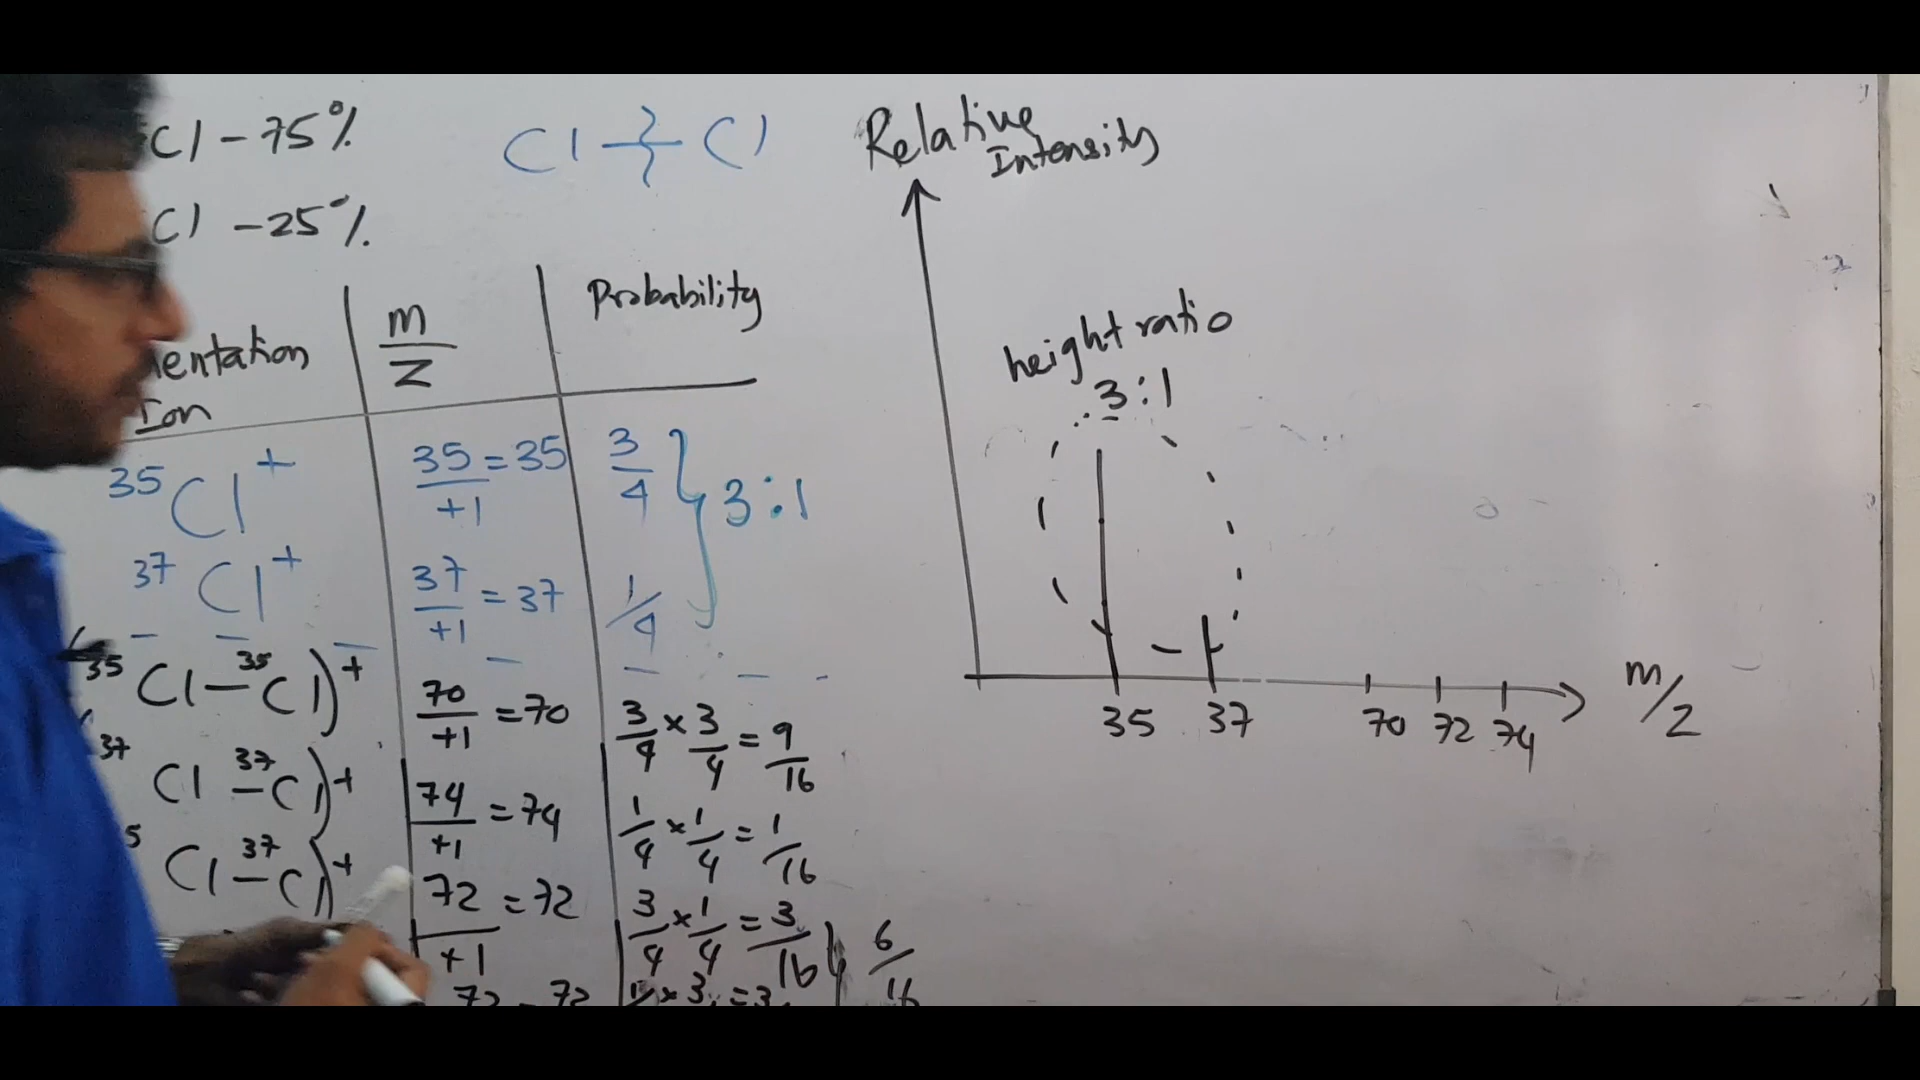 Cl - 75%
Cl - 25%
Cl - Cl
mentation
Ion
m/z
Probability
35Cl+
35/+1 = 35
3/4
3:1
37Cl+
37/+1 = 37
1/4
35Cl-35Cl)+
70/+1 = 70
3/4 x 3/4 = 9/16
37Cl-37Cl)+
74/+1 = 74
1/4 x 1/4 = 1/16
5Cl-37Cl)+
72/+1 = 72
3/4 x 1/4 = 3/16
6/16
Relative
Intensity
height ratio
3:1
35 37 70 72 74
m/z